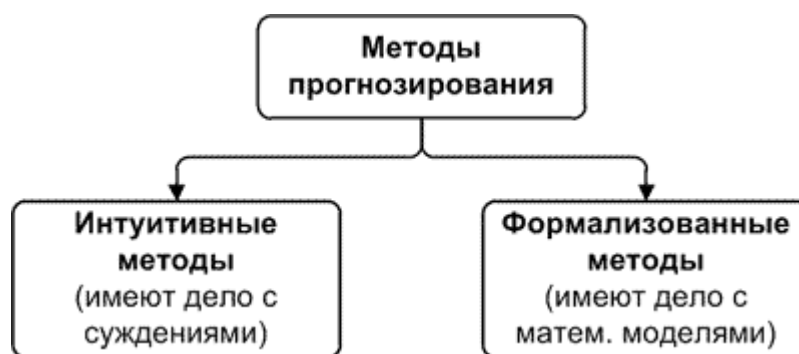 Методы
прогнозирования
Интуитивные
методы
(имеют дело с
суждениями)
Формализованные
методы
(имеют дело с
матем. моделями)